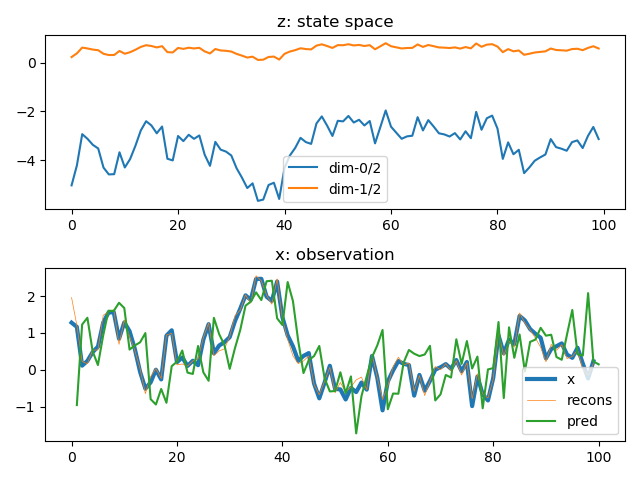 z: state space
0
−2
−4
dim-0/2
dim-1/2
0 20 40 60 80 100
x: observation
2
1
0
−1
x
recons
pred
0 20 40 60 80 100